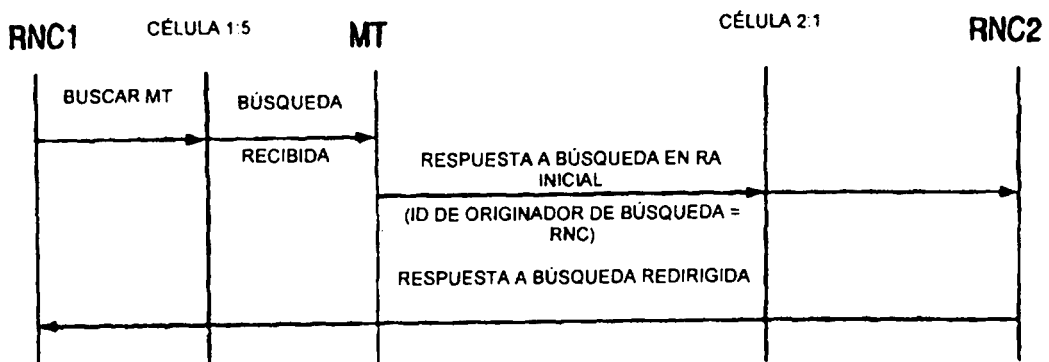 RNC1
CÉLULA 1:5
MT
CÉLULA 2:1
RNC2
BUSCAR MT
BÚSQUEDA
RECIBIDA
RESPUESTA A BÚSQUEDA EN RA
INICIAL
(ID DE ORIGINADOR DE BÚSQUEDA =
RNC)
RESPUESTA A BÚSQUEDA REDIRIGIDA